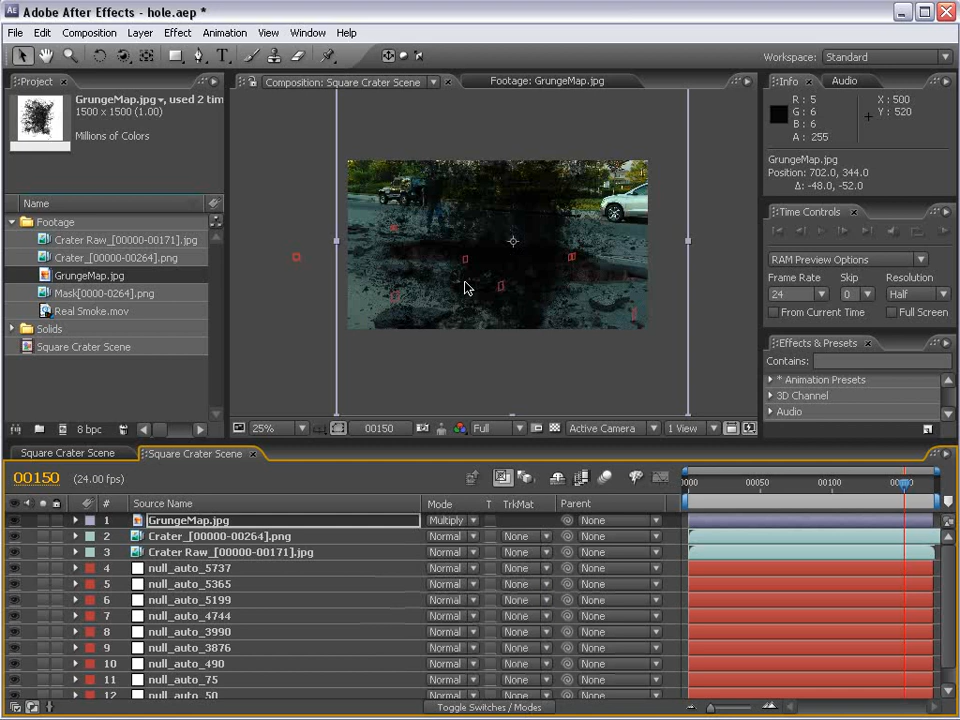 Adobe After Effects - hole.aep *
File Edit Composition Layer Effect Animation View Window Help
Workspace: Standard
Project
GrungeMap.jpg, used 2 tim
1500 x 1500 (1.00)
Millions of Colors
Name
Footage
Crater Raw_[00000-00171].jpg
Crater_[00000-00264].png
GrungeMap.jpg
Mask[0000-0264].png
Real Smoke.mov
Solids
Square Crater Scene
8 bpc
Composition: Square Crater Scene
Footage: GrungeMap.jpg
25%
00150
Full
Active Camera
1 View
Info
Audio
R: 5
G: 6
B: 6
A: 255
X: 500
Y: 520
GrungeMap.jpg
Position: 702.0, 344.0
Δ: -48.0, -52.0
Time Controls
RAM Preview Options
Frame Rate Skip Resolution
24 0 Half
From Current Time Full Screen
Effects & Presets
Contains:
* Animation Presets
3D Channel
Audio
Square Crater Scene
Square Crater Scene
00150 (24.00 fps)
0000 00050 00100
# Source Name Mode T TrkMat Parent
1 GrungeMap.jpg Multiply None
2 Crater_[00000-00264].png Normal None None
3 Crater Raw_[00000-00171].jpg Normal None None
4 null_auto_5737 Normal None None
5 null_auto_5365 Normal None None
6 null_auto_5199 Normal None None
7 null_auto_4744 Normal None None
8 null_auto_3990 Normal None None
9 null_auto_3876 Normal None None
10 null_auto_490 Normal None None
11 null_auto_75 Normal None None
12 null_auto_50 Normal None None
Toggle Switches / Modes